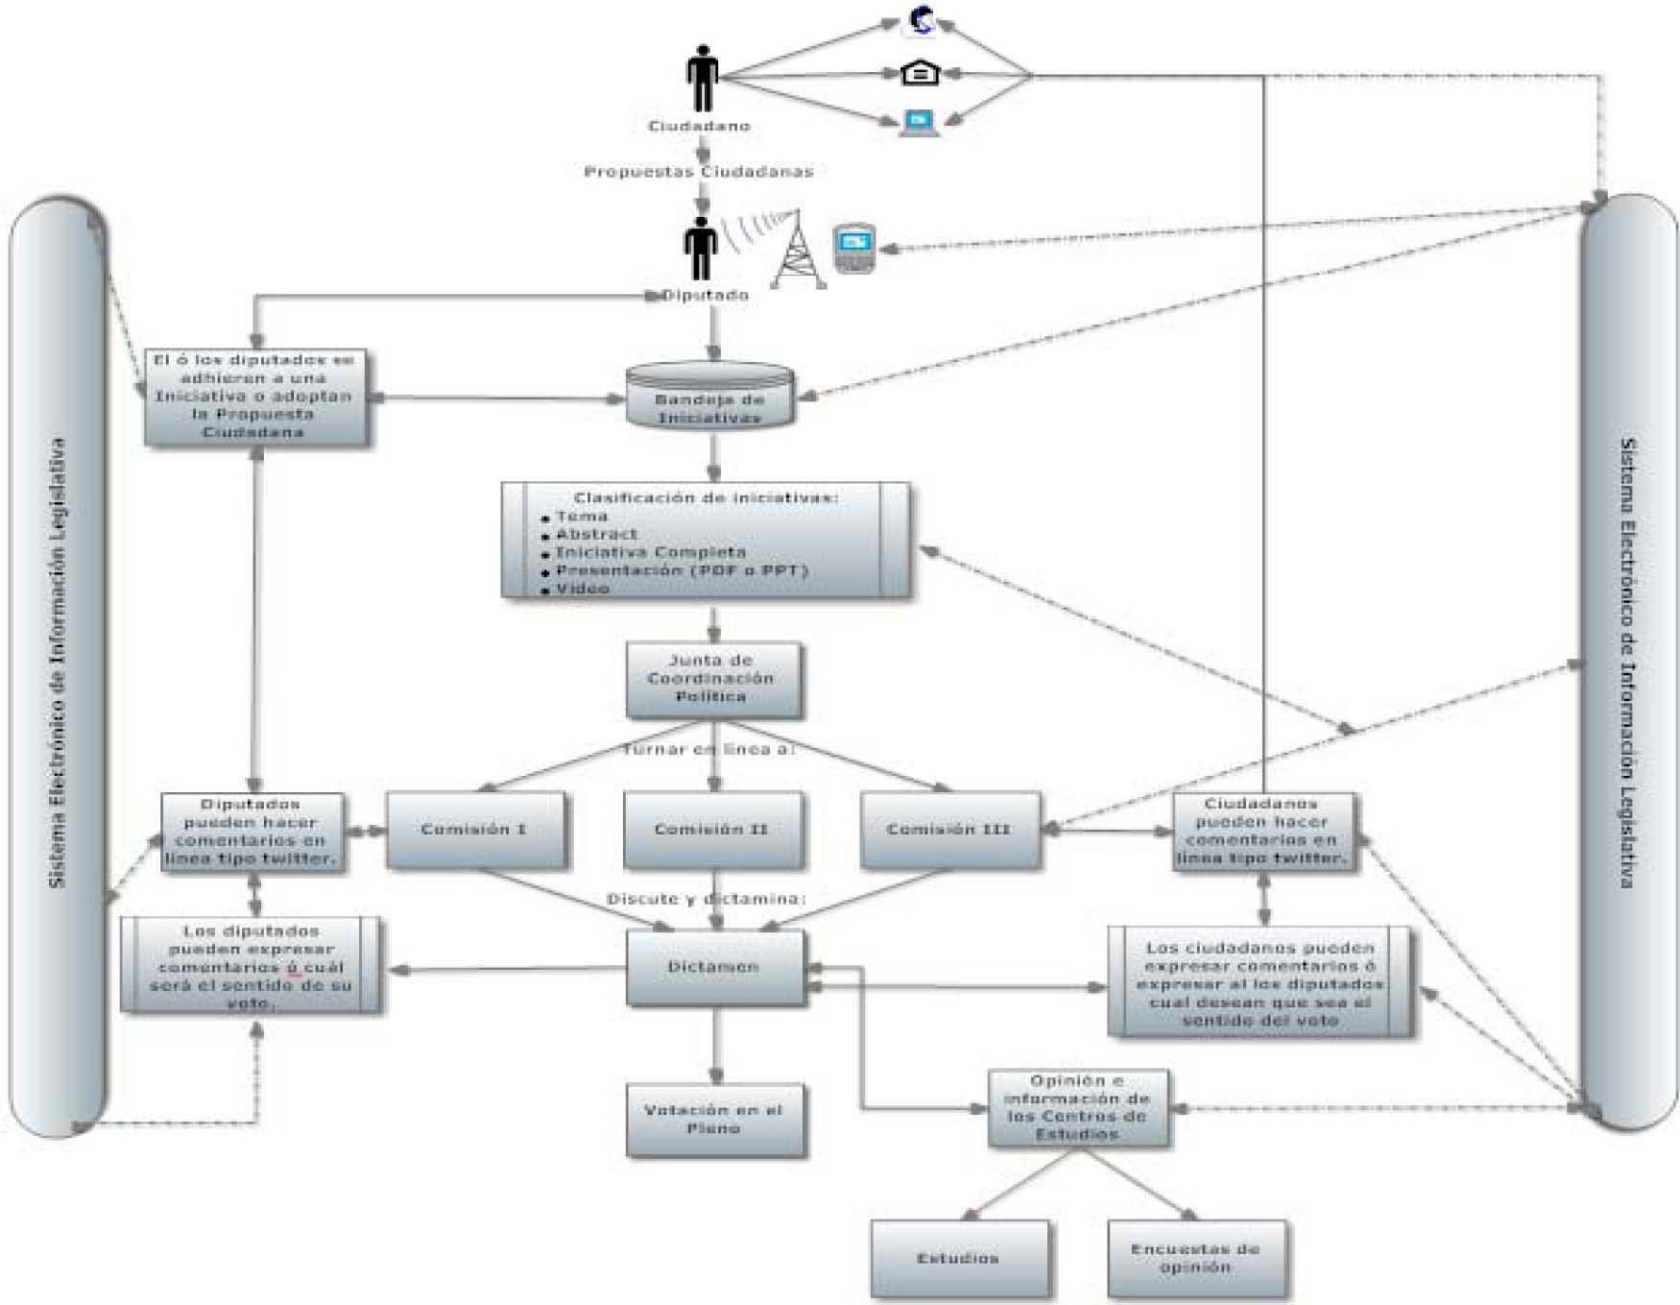 Ciudadano
Propuestas Ciudadanas
Diputado
El ó los diputados se
adhieren a una
Iniciativa o adoptan
la Propuesta
Ciudadana
Bandeja de
Iniciativas
Clasificación de iniciativas:
• Tema
• Abstract
• Iniciativa Completa
• Presentación (PDF o PPT)
• Video
Junta de
Coordinación
Política
Turnar en línea a:
Diputados
pueden hacer
comentarios en
línea tipo twitter.
Comisión I
Comisión II
Comisión III
Ciudadanos
pueden hacer
comentarios en
línea tipo twitter.
Discute y dictamina:
Los diputados
pueden expresar
comentarios ó cuál
será el sentido de su
voto.
Dictamen
Los ciudadanos pueden
expresar comentarios ó
expresar al los diputados
cual desean que sea el
sentido del voto
Votación en el
Pleno
Opinión e
información de
los Centros de
Estudios
Estudios
Encuestas de
opinión
Sistema Electrónico de Información Legislativa
Sistema Electrónico de Información Legislativa